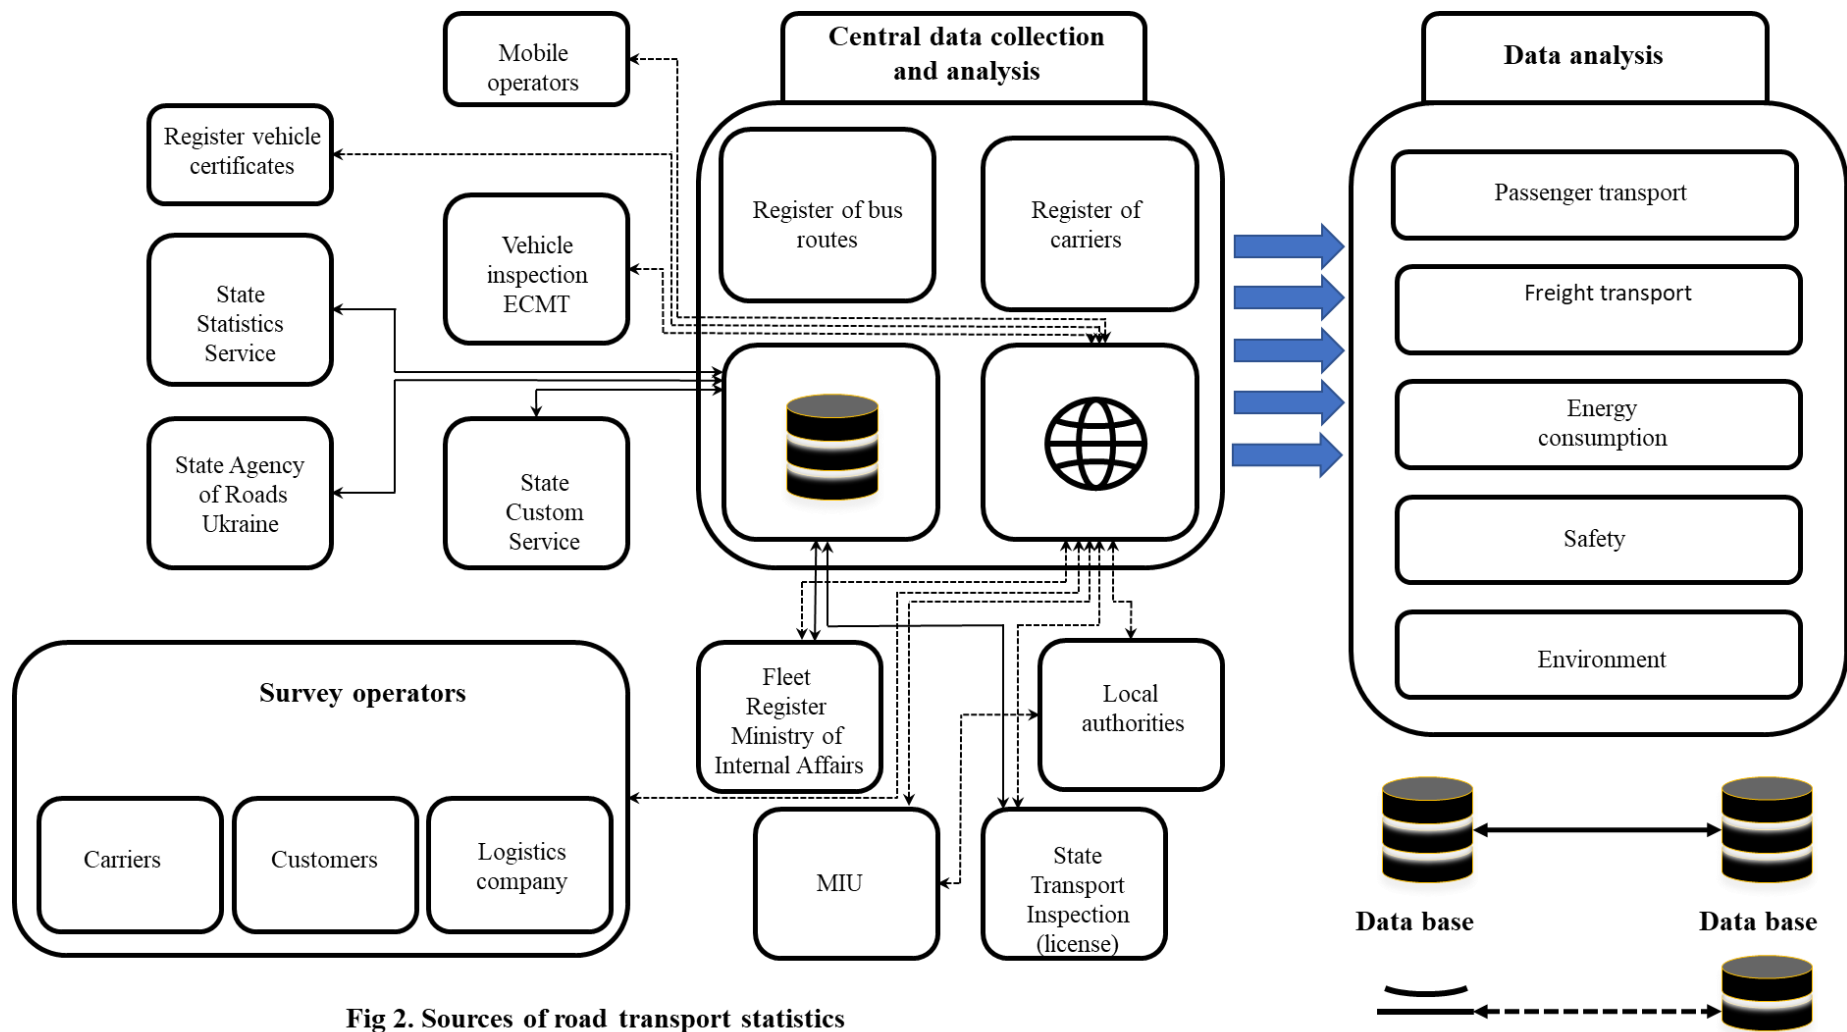 Mobile
operators
Central data collection
and analysis
Data analysis
Register vehicle
certificates
Register of bus
routes
Register of
carriers
Passenger transport
Vehicle
inspection
ECMT
State
Statistics
Service
Freight transport
Energy
consumption
State Agency
of Roads
Ukraine
State
Custom
Service
Safety
Environment
Survey operators
Fleet
Register
Ministry of
Internal Affairs
Local
authorities
Carriers
Customers
Logistics
company
MIU
State
Transport
Inspection
(license)
Data base
Data base
Fig 2. Sources of road transport statistics